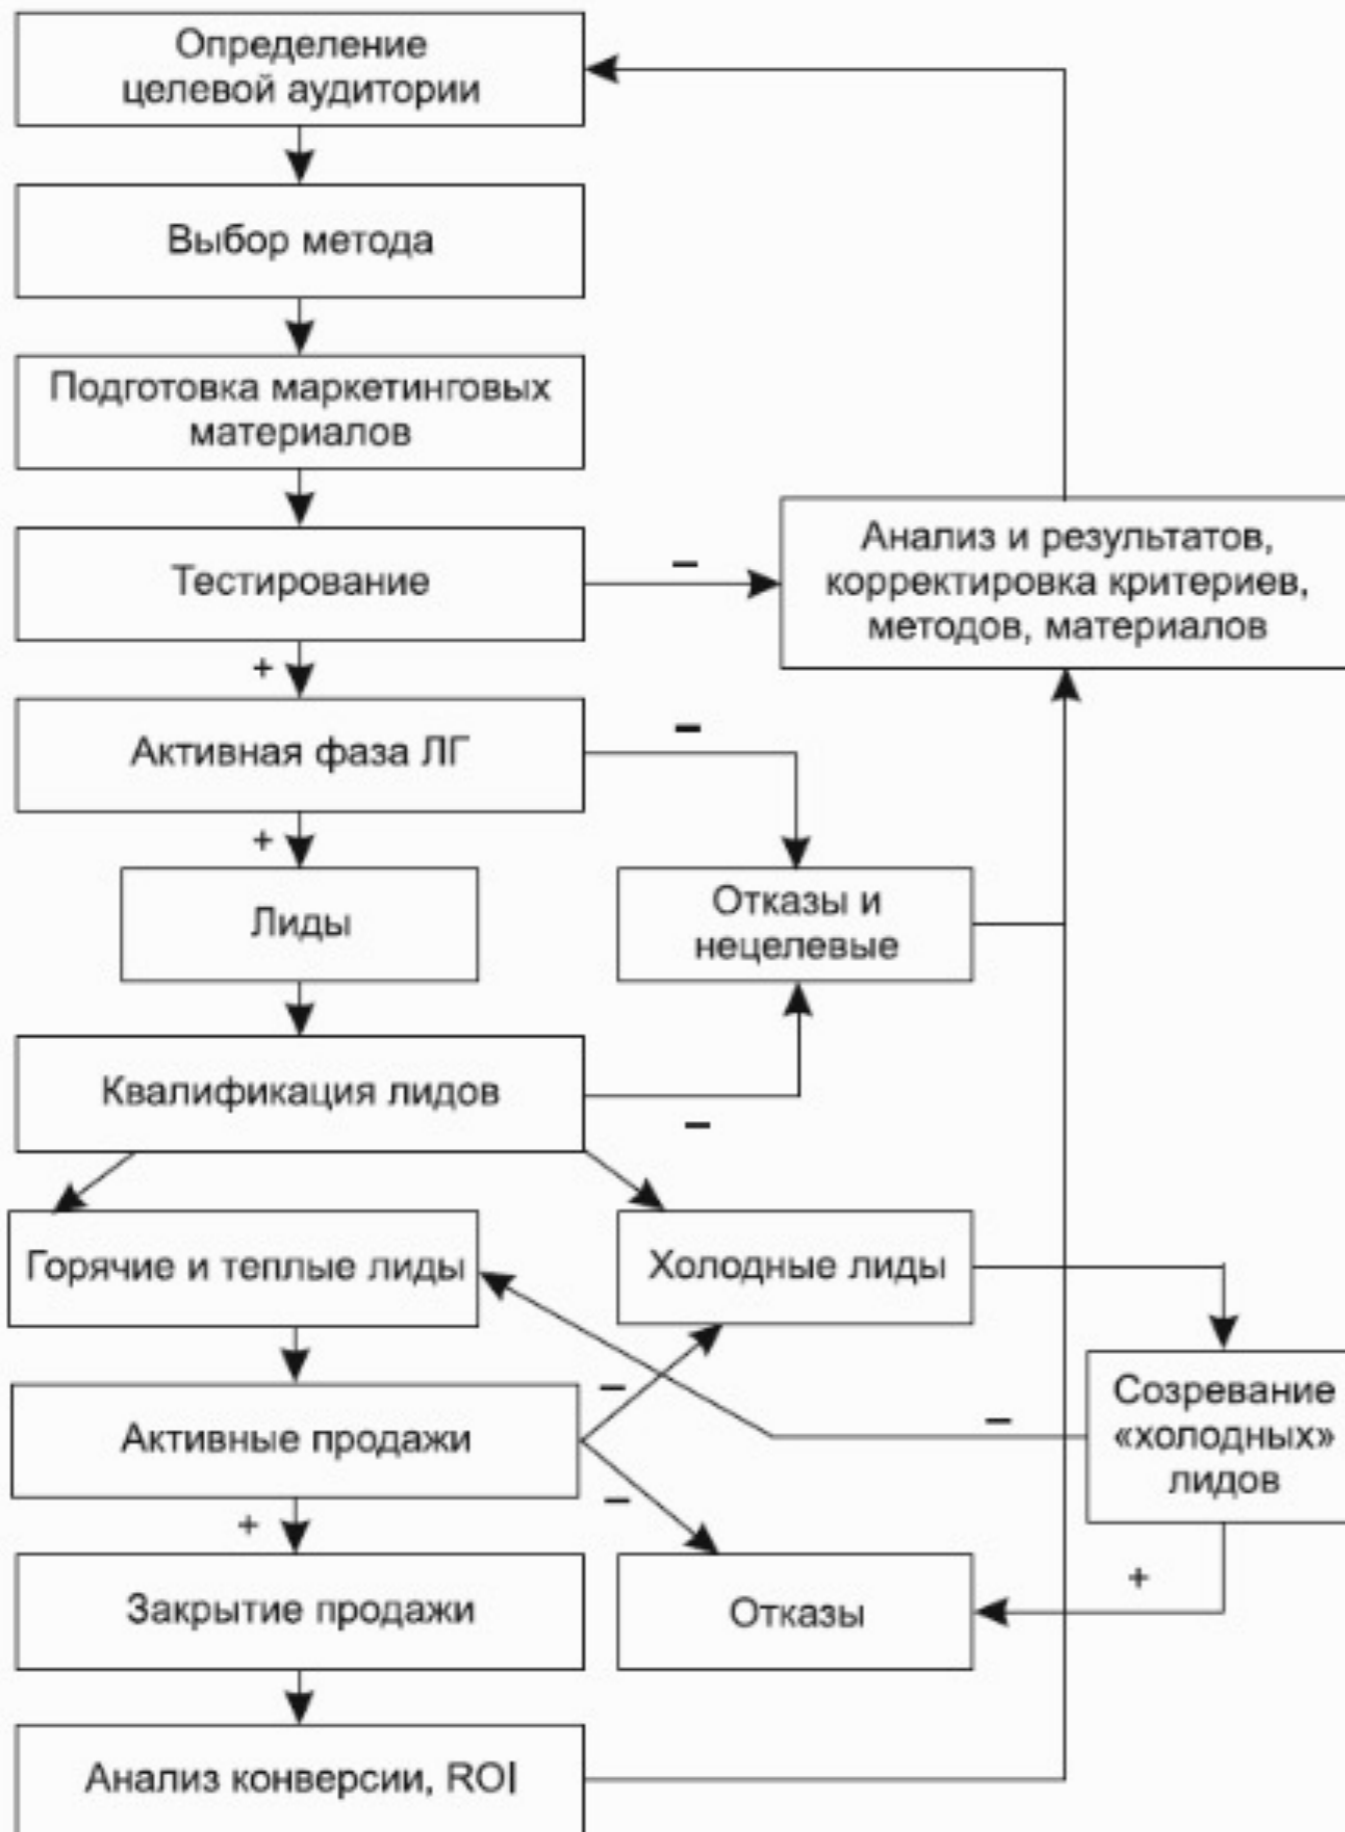 Определение
целевой аудитории
Выбор метода
Подготовка маркетинговых
материалов
Тестирование
–
Анализ и результатов,
корректировка критериев,
методов, материалов
+
Активная фаза ЛГ
–
+
Лиды
Отказы и
нецелевые
Квалификация лидов
–
Горячие и теплые лиды
Холодные лиды
–
Активные продажи
–
Созревание
«холодных»
лидов
–
+
Закрытие продажи
Отказы
+
Анализ конверсии, ROI